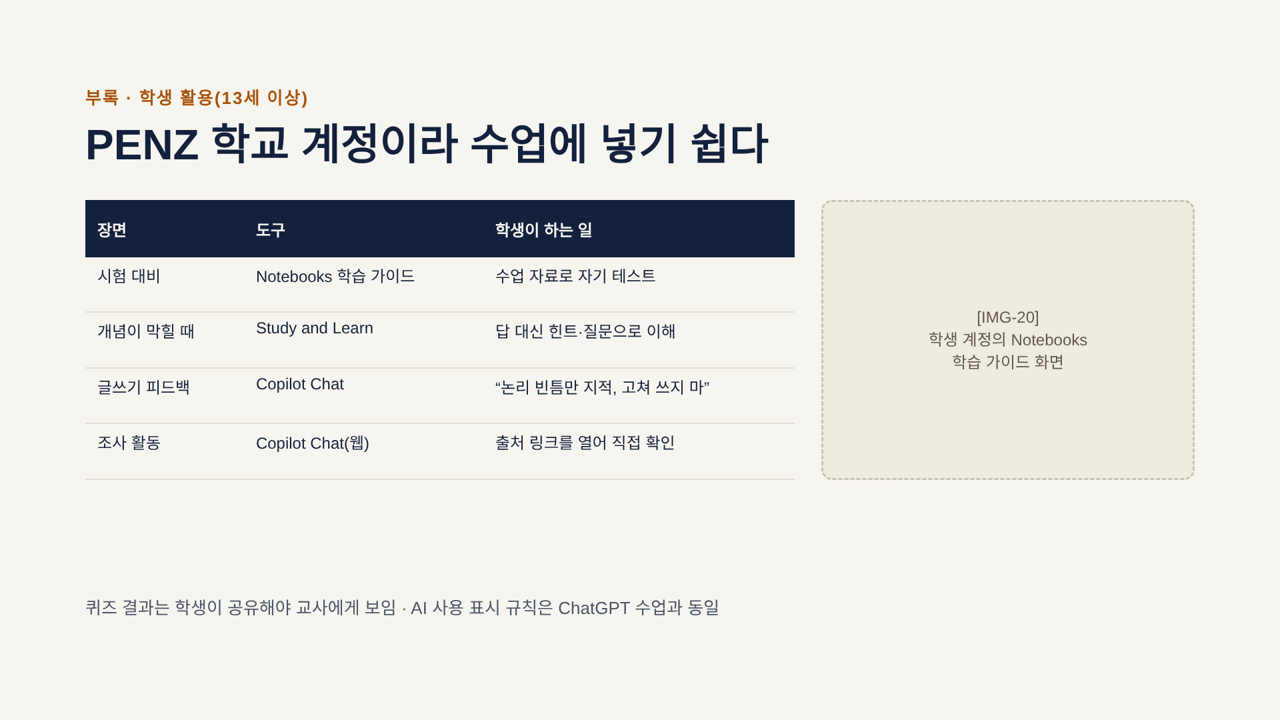 부록 · 학생 활용(13세 이상)
PENZ 학교 계정이라 수업에 넣기 쉽다
장면 도구 학생이 하는 일
시험 대비 Notebooks 학습 가이드 수업 자료로 자기 테스트
개념이 막힐 때 Study and Learn 답 대신 힌트·질문으로 이해
글쓰기 피드백 Copilot Chat “논리 빈틈만 지적, 고쳐 쓰지 마”
조사 활동 Copilot Chat(웹) 출처 링크를 열어 직접 확인
[IMG-20]
학생 계정의 Notebooks
학습 가이드 화면
퀴즈 결과는 학생이 공유해야 교사에게 보임 · AI 사용 표시 규칙은 ChatGPT 수업과 동일